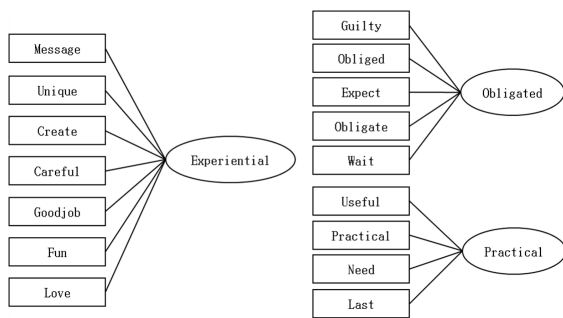 Message
Unique
Create
Careful
Goodjob
Fun
Love
Experiential
Guilty
Obliged
Expect
Obligate
Wait
Obligated
Useful
Practical
Need
Last
Practical